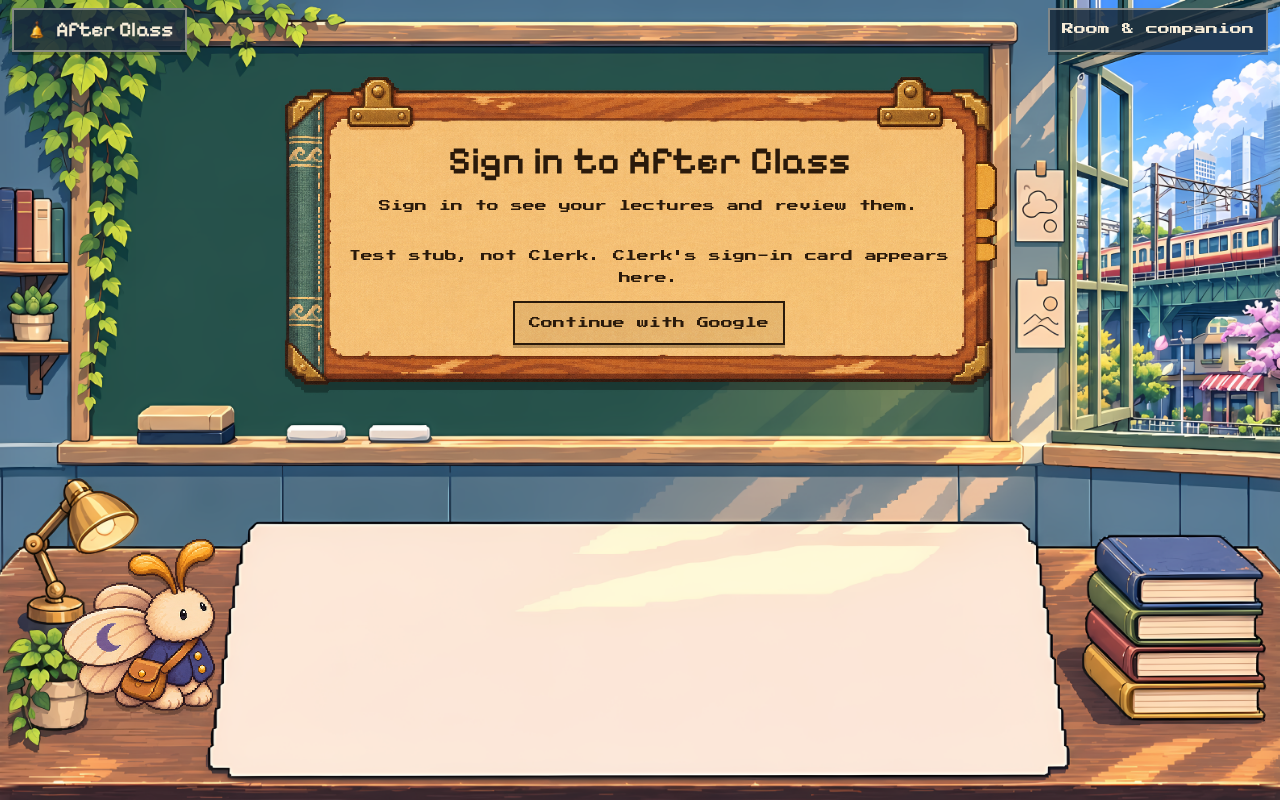 After Class
Room & companion
Sign in to After Class
Sign in to see your lectures and review them.
Test stub, not Clerk. Clerk's sign-in card appears
here.
Continue with Google